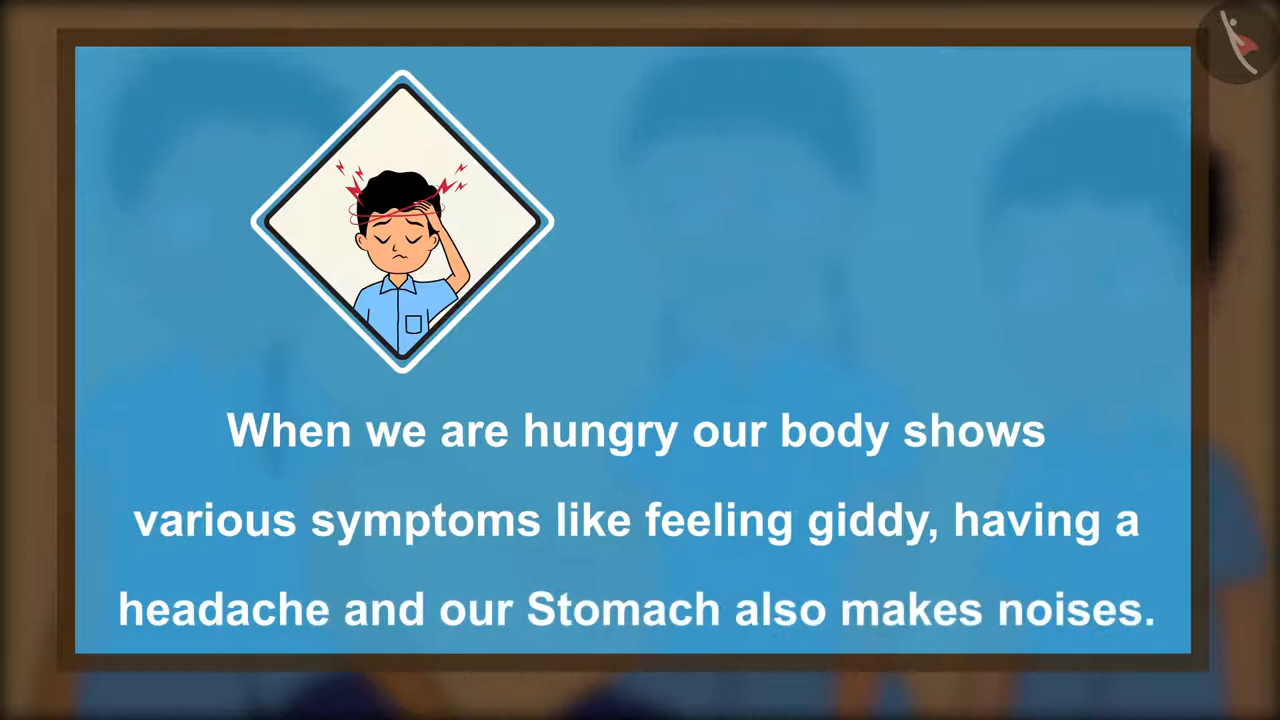 When we are hungry our body shows
various symptoms like feeling giddy, having a
headache and our Stomach also makes noises.